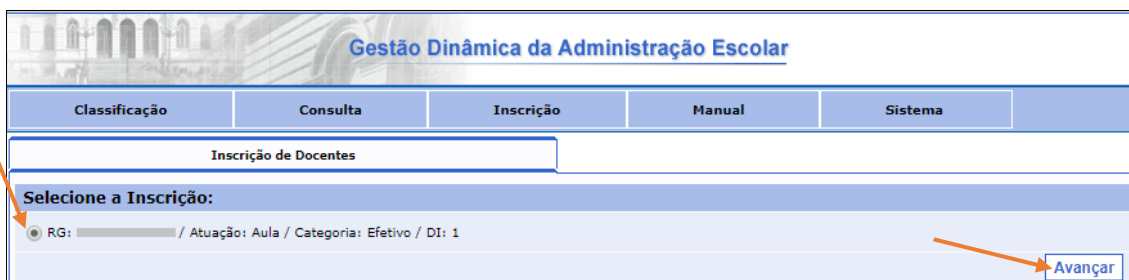 Gestão Dinâmica da Administração Escolar
Classificação Consulta Inscrição Manual Sistema
Inscrição de Docentes
Selecione a Inscrição:
RG: / Atuação: Aula / Categoria: Efetivo / DI: 1
Avançar